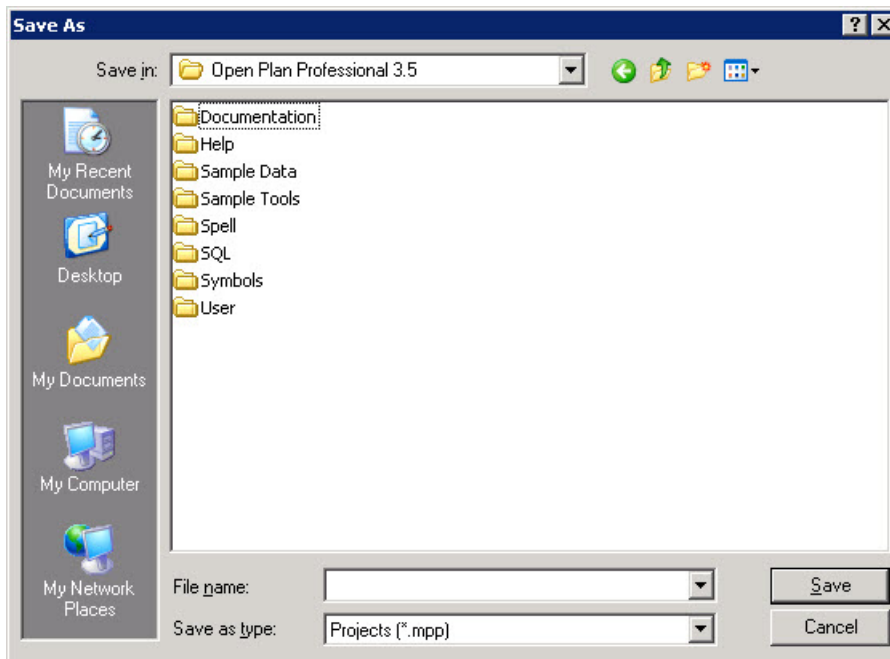 Save As
Save in: Open Plan Professional 3.5
My Recent
Documents
Desktop
My Documents
My Computer
My Network
Places
Documentation
Help
Sample Data
Sample Tools
Spell
SQL
Symbols
User
File name:
Save
Save as type: Projects (*.mpp)
Cancel